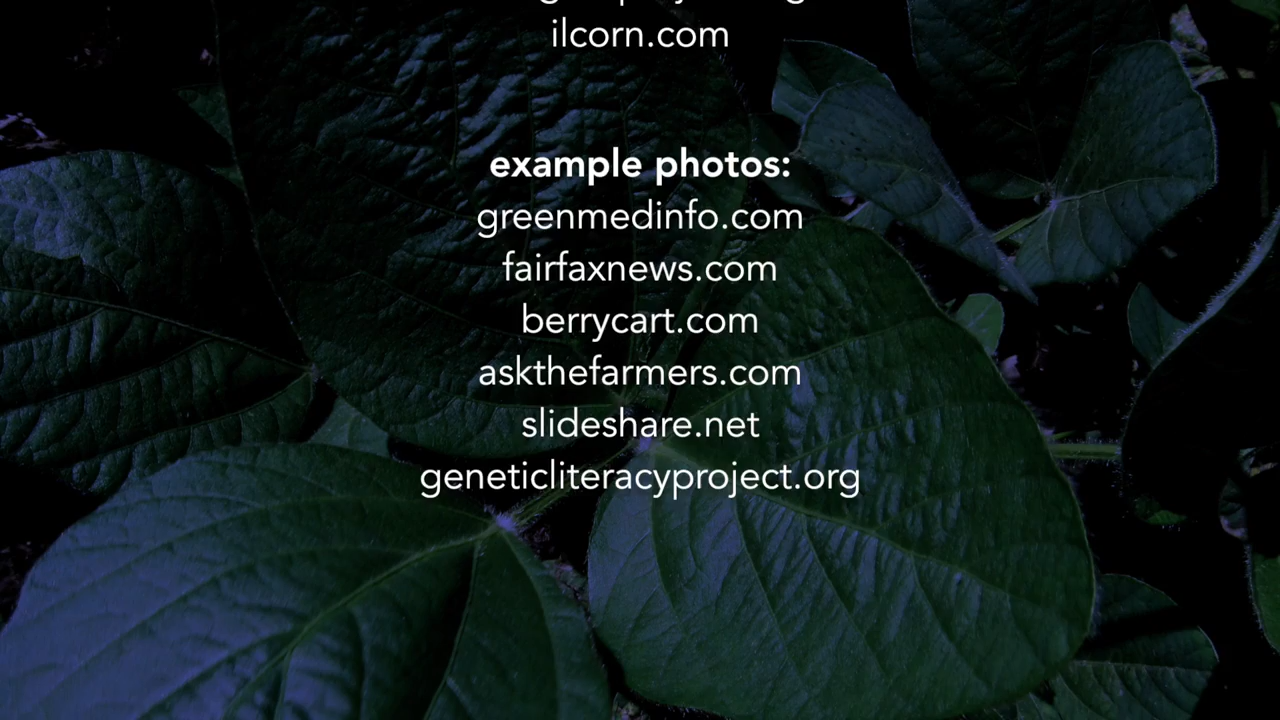 ilcorn.com
example photos:
greenmedinfo.com
fairfaxnews.com
berrycart.com
askthefarmers.com
slideshare.net
geneticliteracyproject.org